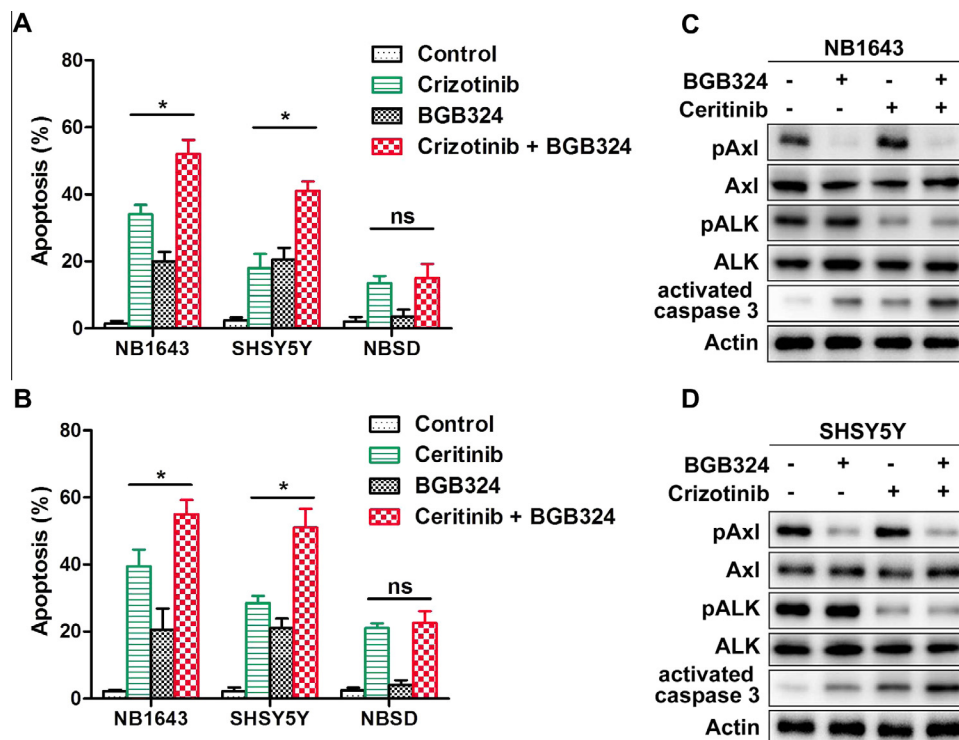 A
80
60
40
20
0
Apoptosis (%)
Control
Crizotinib
BGB324
Crizotinib + BGB324
*
*
ns
NB1643 SHSY5Y NBSD
B
80
60
40
20
0
Apoptosis (%)
Control
Ceritinib
BGB324
Ceritinib + BGB324
*
*
ns
NB1643 SHSY5Y NBSD
C
NB1643
BGB324 - + - +
Ceritinib - - + +
pAxl
Axl
pALK
ALK
activated
caspase 3
Actin
D
SHSY5Y
BGB324 - + - +
Crizotinib - - + +
pAxl
Axl
pALK
ALK
activated
caspase 3
Actin